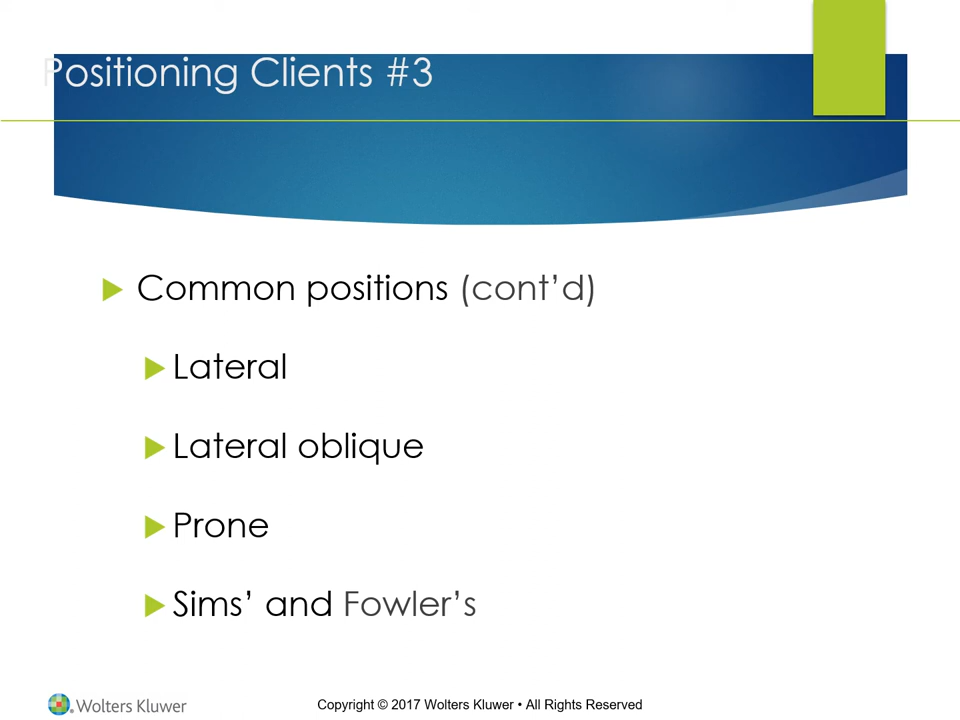 Positioning Clients #3
Common positions (cont’d)
Lateral
Lateral oblique
Prone
Sims’ and Fowler’s
Wolters Kluwer
Copyright © 2017 Wolters Kluwer • All Rights Reserved